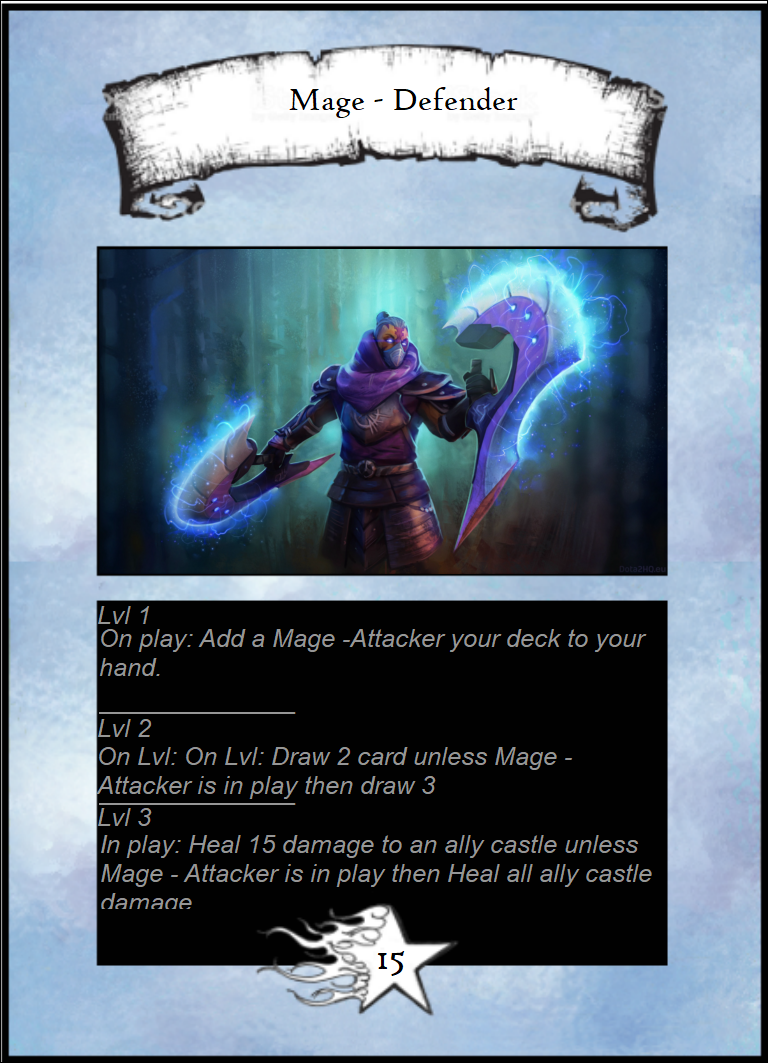 Mage - Defender
Lvl 1
On play: Add a Mage -Attacker your deck to your
hand.
Lvl 2
On Lvl: On Lvl: Draw 2 card unless Mage -
Attacker is in play then draw 3
Lvl 3
In play: Heal 15 damage to an ally castle unless
Mage - Attacker is in play then Heal all ally castle
damage
15